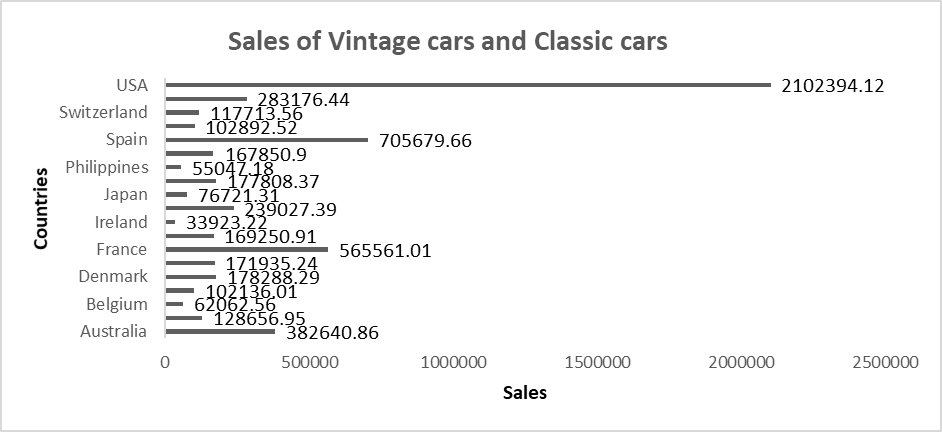 Sales of Vintage cars and Classic cars
USA 2102394.12
283176.44
Switzerland 117713.56
102892.52
Spain 705679.66
167850.9
Philippines 55047.18
177808.37
Japan 76721.31
239027.39
Ireland 33923.22
169250.91
France 565561.01
171935.24
Denmark 178288.29
102136.01
Belgium 62062.56
128656.95
Australia 382640.86
Countries
0 500000 1000000 1500000 2000000 2500000
Sales